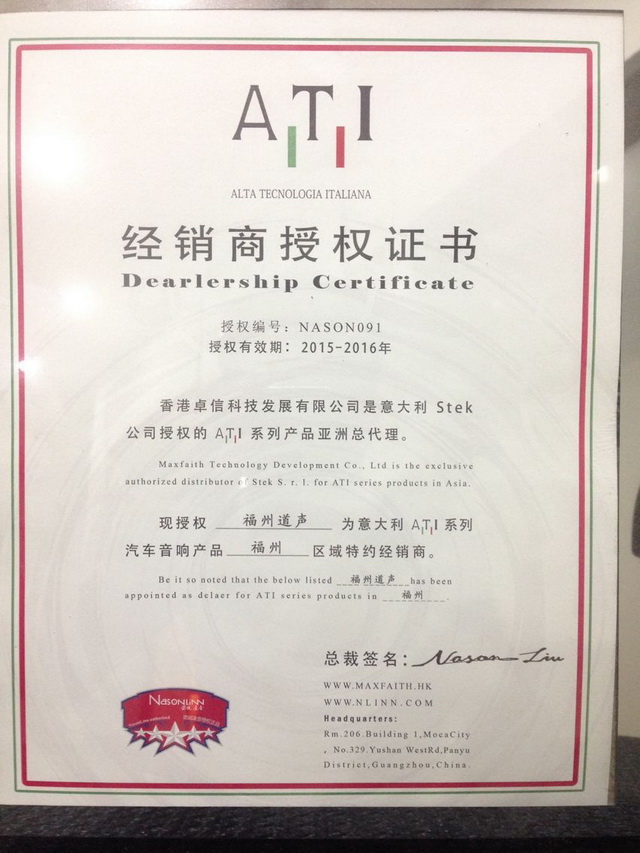 ATI
ALTA TECNOLOGIA ITALIANA
经销商授权证书
Dearlership Certificate
授权编号：NASON091
授权有效期：2015-2016年
香港卓信科技发展有限公司是意大利 Stek
公司授权的 ATI 系列产品亚洲总代理。
Maxfaith Technology Development Co., Ltd is the exclusive
authorized distributor of Stek S. r. l. for ATI series products in Asia.
现授权 福州道声 为意大利 ATI 系列
汽车音响产品 福州 区域特约经销商。
Be it so noted that the below listed 福州道声 has been
appointed as delaer for ATI series products in 福州 .
总裁签名：Nason Liu
WWW.MAXFAITH.HK
WWW.NLINN.COM
Headquarters:
Rm.206.Building 1,MocaCity
, No.329.Yushan WestRd,Panyu
District,Guangzhou,China.
NASONLINN